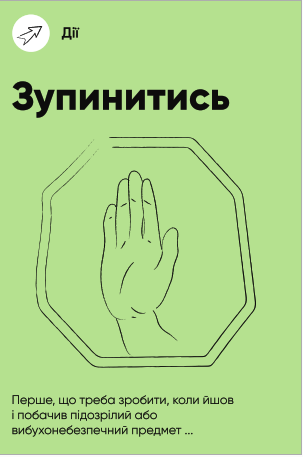 Дії
Зупинитись
Перше, що треба зробити, коли йшов
і побачив підозрілий або
вибухонебезпечний предмет ...